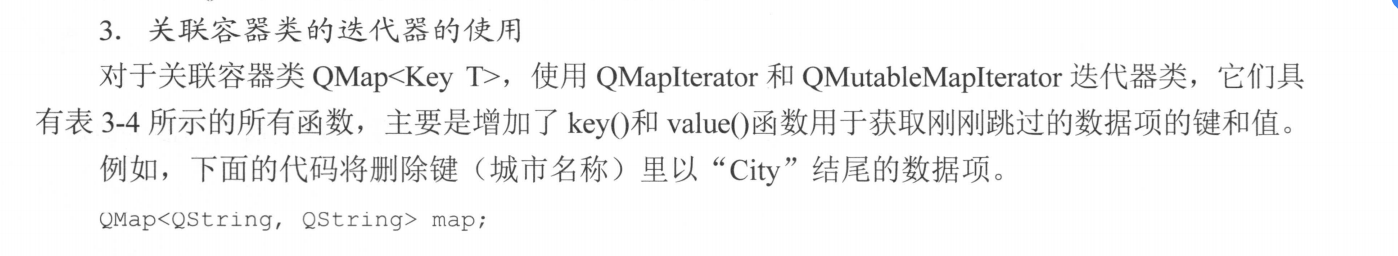 3. 关联容器类的迭代器的使用
对于关联容器类 QMap<Key T>，使用 QMapIterator 和 QMutableMapIterator 迭代器类，它们具
有表 3-4 所示的所有函数，主要是增加了 key()和 value()函数用于获取刚刚跳过的数据项的键和值。
例如，下面的代码将删除键（城市名称）里以“City”结尾的数据项。
QMap<QString, QString> map;